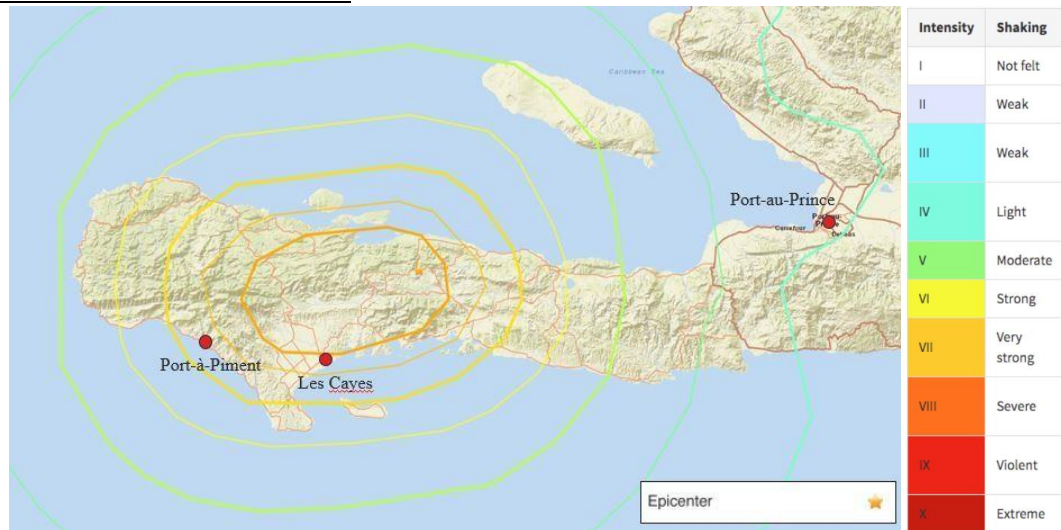 Caribbean Sea
Port-au-Prince
Carrefour
Port-à-Piment
Les Cayes
Epicenter
Intensity Shaking
I Not felt
II Weak
III Weak
IV Light
V Moderate
VI Strong
VII Very
strong
VIII Severe
IX Violent
X Extreme